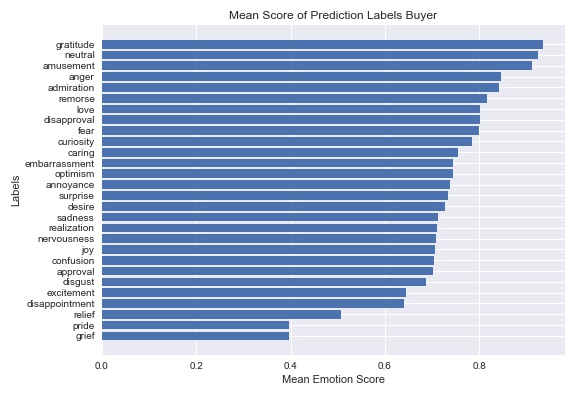 Mean Score of Prediction Labels Buyer
gratitude
neutral
amusement
anger
admiration
remorse
love
disapproval
fear
curiosity
caring
embarrassment
optimism
annoyance
surprise
desire
sadness
realization
nervousness
joy
confusion
approval
disgust
excitement
disappointment
relief
pride
grief
Labels
0.0 0.2 0.4 0.6 0.8
Mean Emotion Score